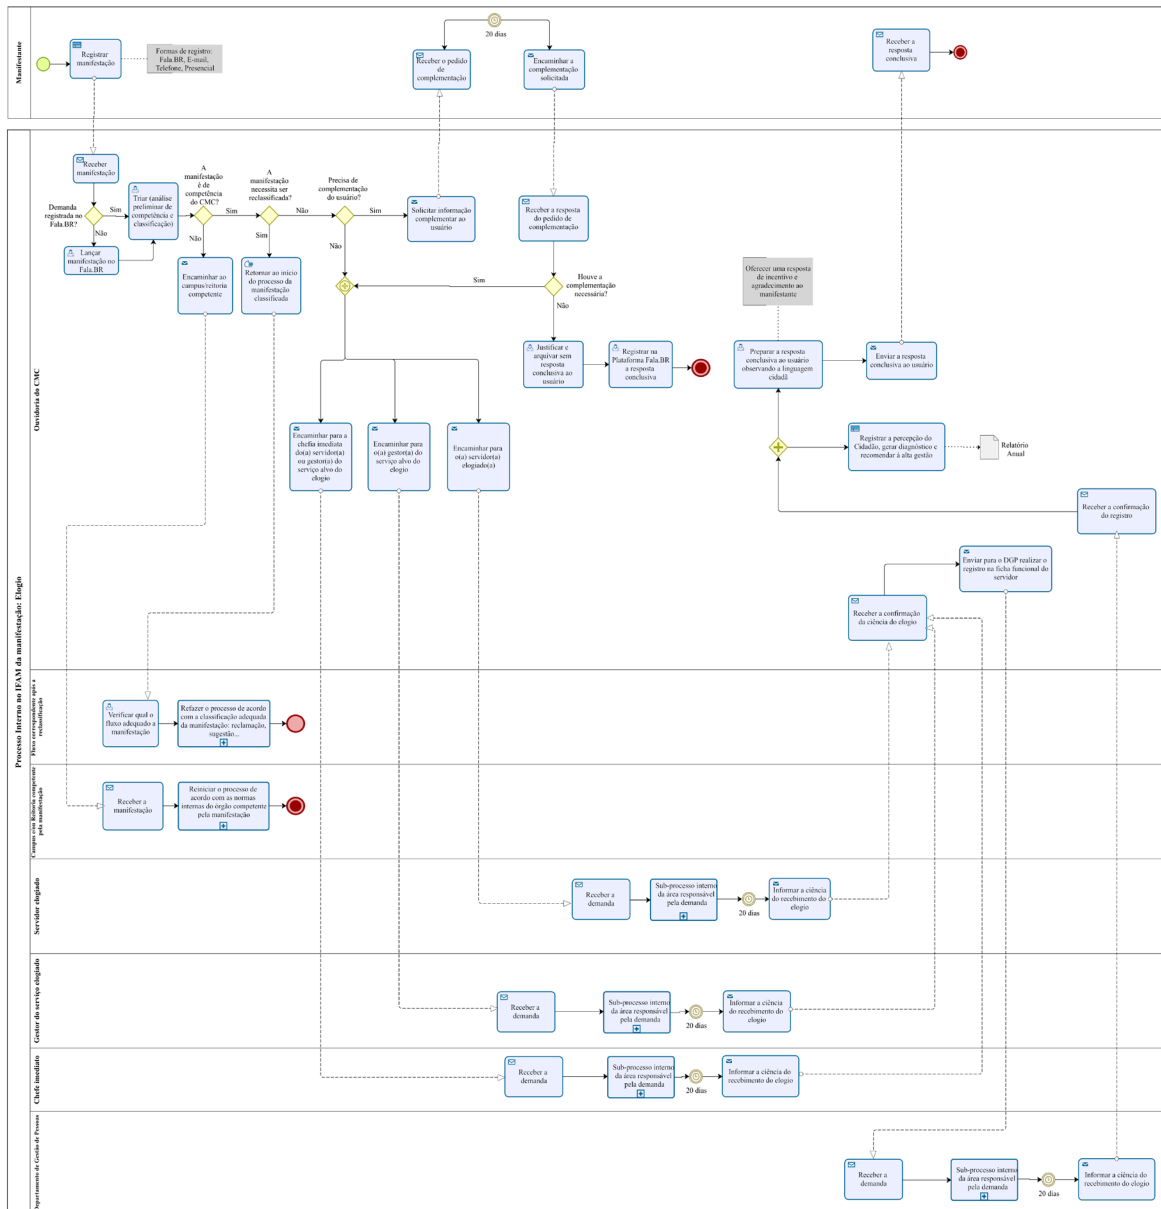 Manifestante
Registrar
manifestação
Formas de registro:
Fala.BR, E-mail,
Telefone, Presencial
20 dias
Receber o pedido
de
complementação
Encaminhar a
complementação
solicitada
Receber a
resposta
conclusiva
Processo Interno no IFAM da manifestação: Elogio
Ouvidoria do CMC
Receber
manifestação
Demanda
registrada no
Fala.BR?
Sim
Não
Lançar
manifestação no
Fala.BR
Triar (análise
preliminar de
competência e
classificação)
A
manifestação
é de
competência
do CMC?
Sim
Não
Encaminhar ao
campus/reitoria
competente
A
manifestação
necessita ser
reclassificada?
Não
Sim
Retornar ao início
do processo da
manifestação
classificada
Precisa de
complementação
do usuário?
Sim
Não
Solicitar informação
complementar ao
usuário
Receber a resposta
do pedido de
complementação
Sim
Houve a
complementação
necessária?
Não
Justificar e
arquivar sem
resposta
conclusiva ao
usuário
Registrar na
Plataforma Fala.BR
a resposta
conclusiva
Oferecer uma resposta
de incentivo e
agradecimento ao
manifestante
Preparar a resposta
conclusiva ao usuário
observando a linguagem
cidadã
Enviar a resposta
conclusiva ao usuário
Encaminhar para a
chefia imediata
do(a) servidor(a)
ou gestor(a) do
serviço alvo do
elogio
Encaminhar para
o(a) gestor(a) do
serviço alvo do
elogio
Encaminhar para
o(a) servidor(a)
elogiado(a)
Registrar a percepção do
Cidadão, gerar diagnóstico e
recomendar à alta gestão
Relatório
Anual
Receber a confirmação
do registro
Enviar para o DGP realizar o
registro na ficha funcional do
servidor
Receber a confirmação
da ciência do elogio
Fluxo correspondente após a
reclassificação
Verificar qual o
fluxo adequado a
manifestação
Refazer o processo de acordo
com a classificação adequada
da manifestação: reclamação,
sugestão...
Campus e/ou Reitoria competente
pela manifestação
Receber a
manifestação
Reiniciar o processo de
acordo com as normas
internas do órgão competente
pela manifestação
Servidor elogiado
Receber a
demanda
Sub-processo interno
da área responsável
pela demanda
20 dias
Informar a ciência
do recebimento do
elogio
Gestor do serviço elogiado
Receber a
demanda
Sub-processo interno
da área responsável
pela demanda
20 dias
Informar a ciência
do recebimento do
elogio
Chefe imediato
Receber a
demanda
Sub-processo interno
da área responsável
pela demanda
20 dias
Informar a ciência do
recebimento do elogio
Departamento de Gestão de Pessoas
Receber a
demanda
Sub-processo interno
da área responsável
pela demanda
20 dias
Informar a ciência do
recebimento do elogio